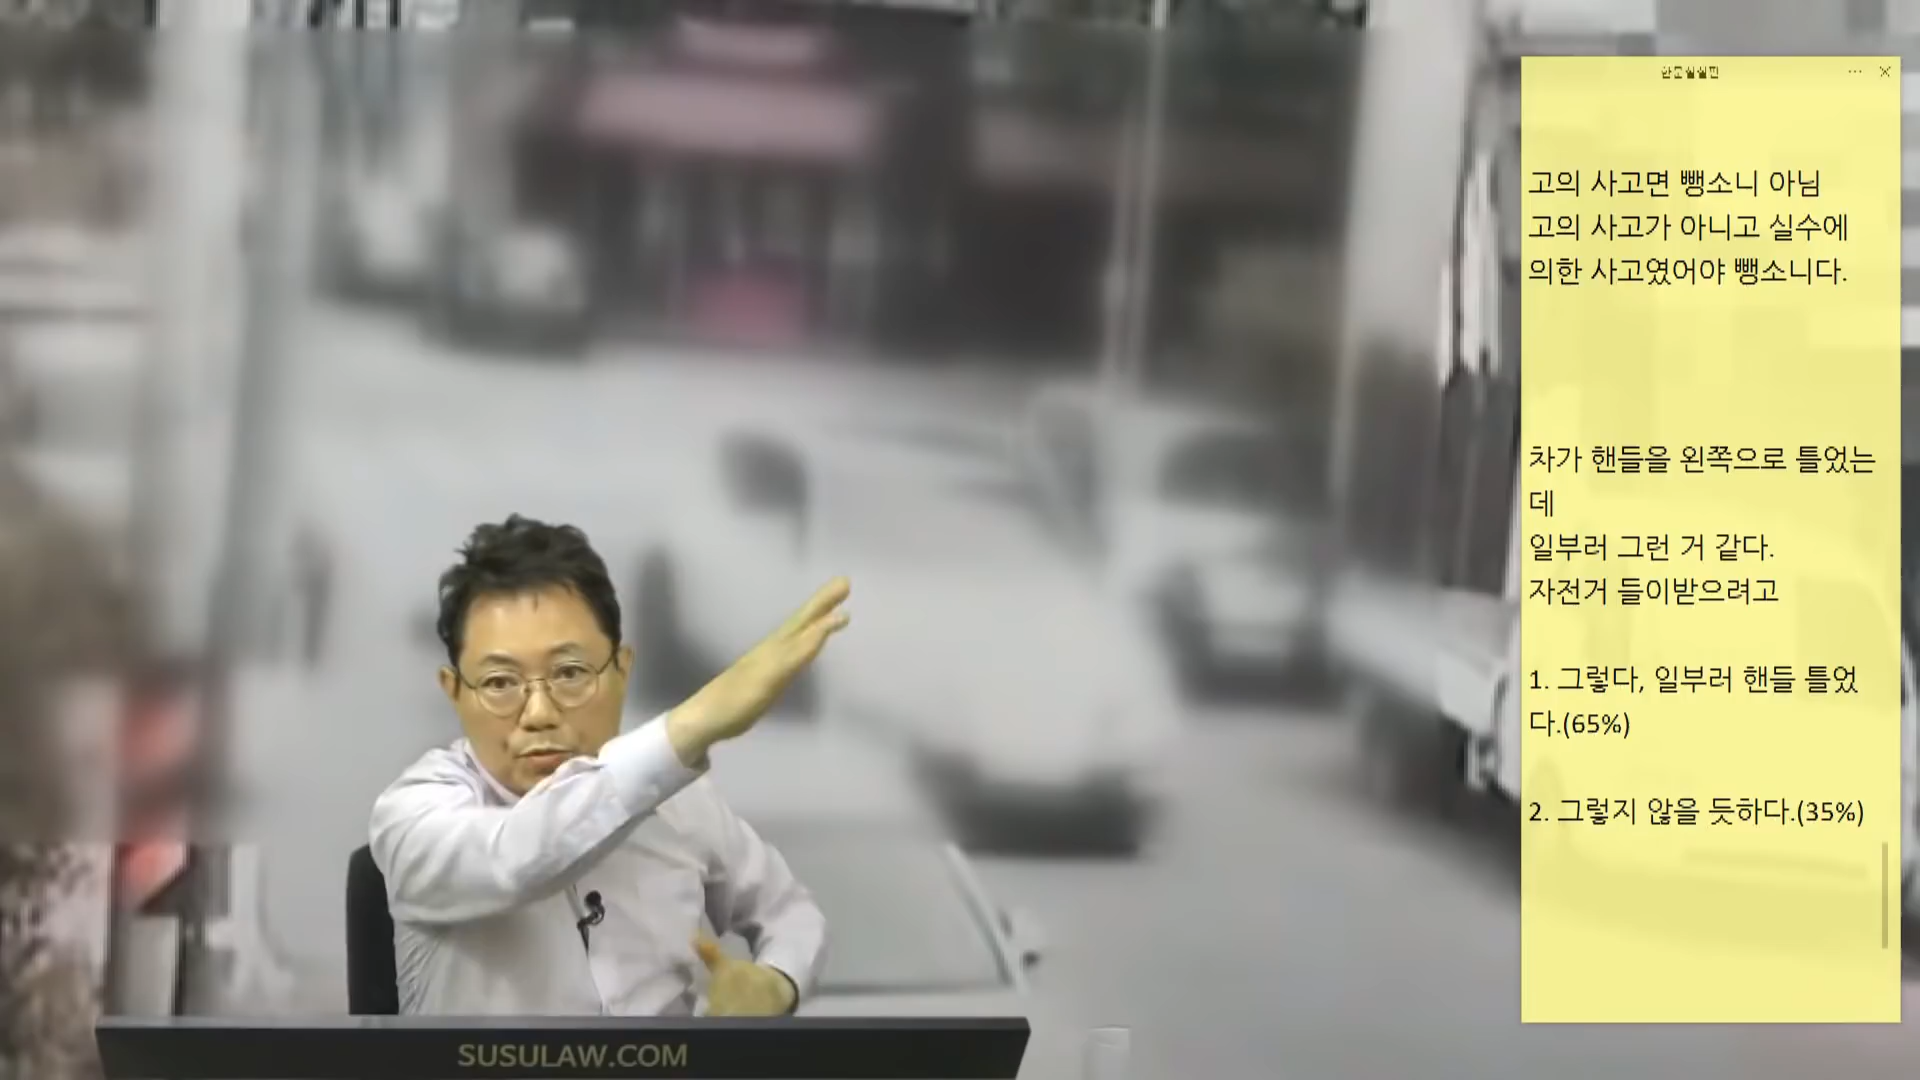 고의 사고면 뺑소니 아님
고의 사고가 아니고 실수에
의한 사고였어야 뺑소니다.
차가 핸들을 왼쪽으로 틀었는
데
일부러 그런 거 같다.
자전거 들이받으려고
1. 그렇다, 일부러 핸들 틀었
다.(65%)
2. 그렇지 않을 듯하다.(35%)
SUSULAW.COM